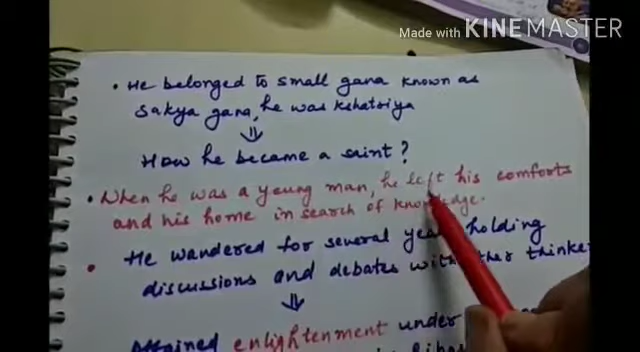 Made with KINEMASTER
• He belonged to small gana known as
Sakya gana, he was Kshatriya
⇓
How he became a saint?
• When he was a young man, he left his comforts
and his home in search of knowledge.
• He wandered for several years holding
discussions and debates with other thinke
⇓
Attained enlightenment under